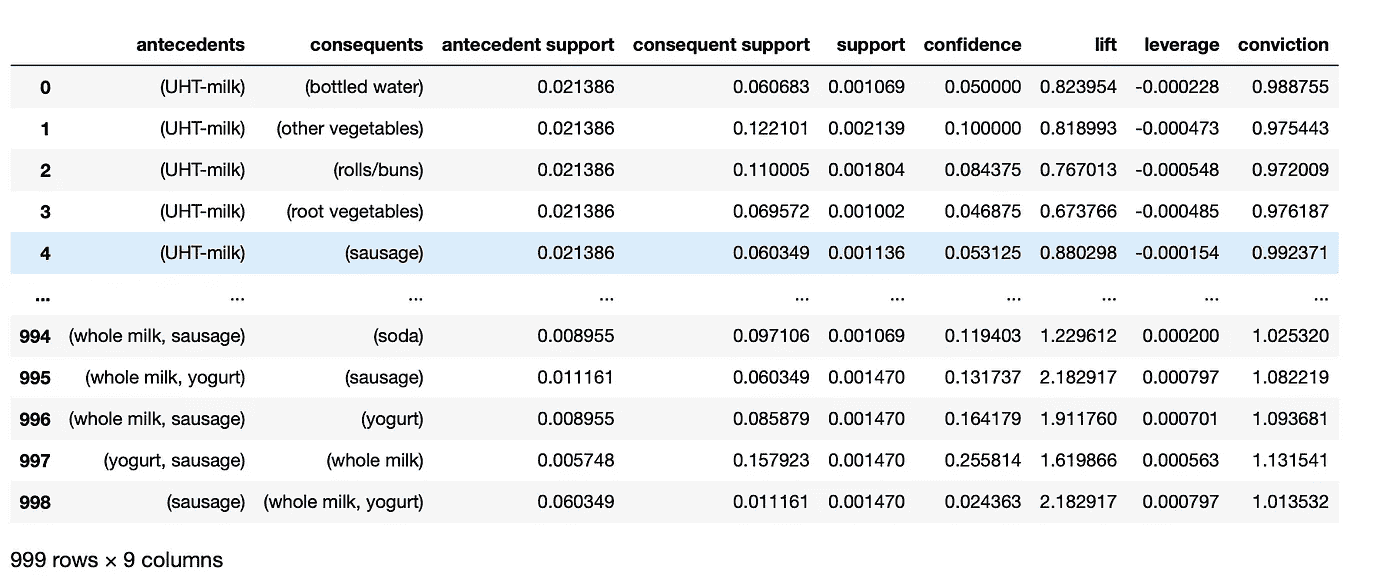 antecedents consequents antecedent support consequent support support confidence lift leverage conviction
0 (UHT-milk) (bottled water) 0.021386 0.060683 0.001069 0.050000 0.823954 -0.000228 0.988755
1 (UHT-milk) (other vegetables) 0.021386 0.122101 0.002139 0.100000 0.818993 -0.000473 0.975443
2 (UHT-milk) (rolls/buns) 0.021386 0.110005 0.001804 0.084375 0.767013 -0.000548 0.972009
3 (UHT-milk) (root vegetables) 0.021386 0.069572 0.001002 0.046875 0.673766 -0.000485 0.976187
4 (UHT-milk) (sausage) 0.021386 0.060349 0.001136 0.053125 0.880298 -0.000154 0.992371
... ... ... ... ... ... ... ... ... ...
994 (whole milk, sausage) (soda) 0.008955 0.097106 0.001069 0.119403 1.229612 0.000200 1.025320
995 (whole milk, yogurt) (sausage) 0.011161 0.060349 0.001470 0.131737 2.182917 0.000797 1.082219
996 (whole milk, sausage) (yogurt) 0.008955 0.085879 0.001470 0.164179 1.911760 0.000701 1.093681
997 (yogurt, sausage) (whole milk) 0.005748 0.157923 0.001470 0.255814 1.619866 0.000563 1.131541
998 (sausage) (whole milk, yogurt) 0.060349 0.011161 0.001470 0.024363 2.182917 0.000797 1.013532
999 rows × 9 columns